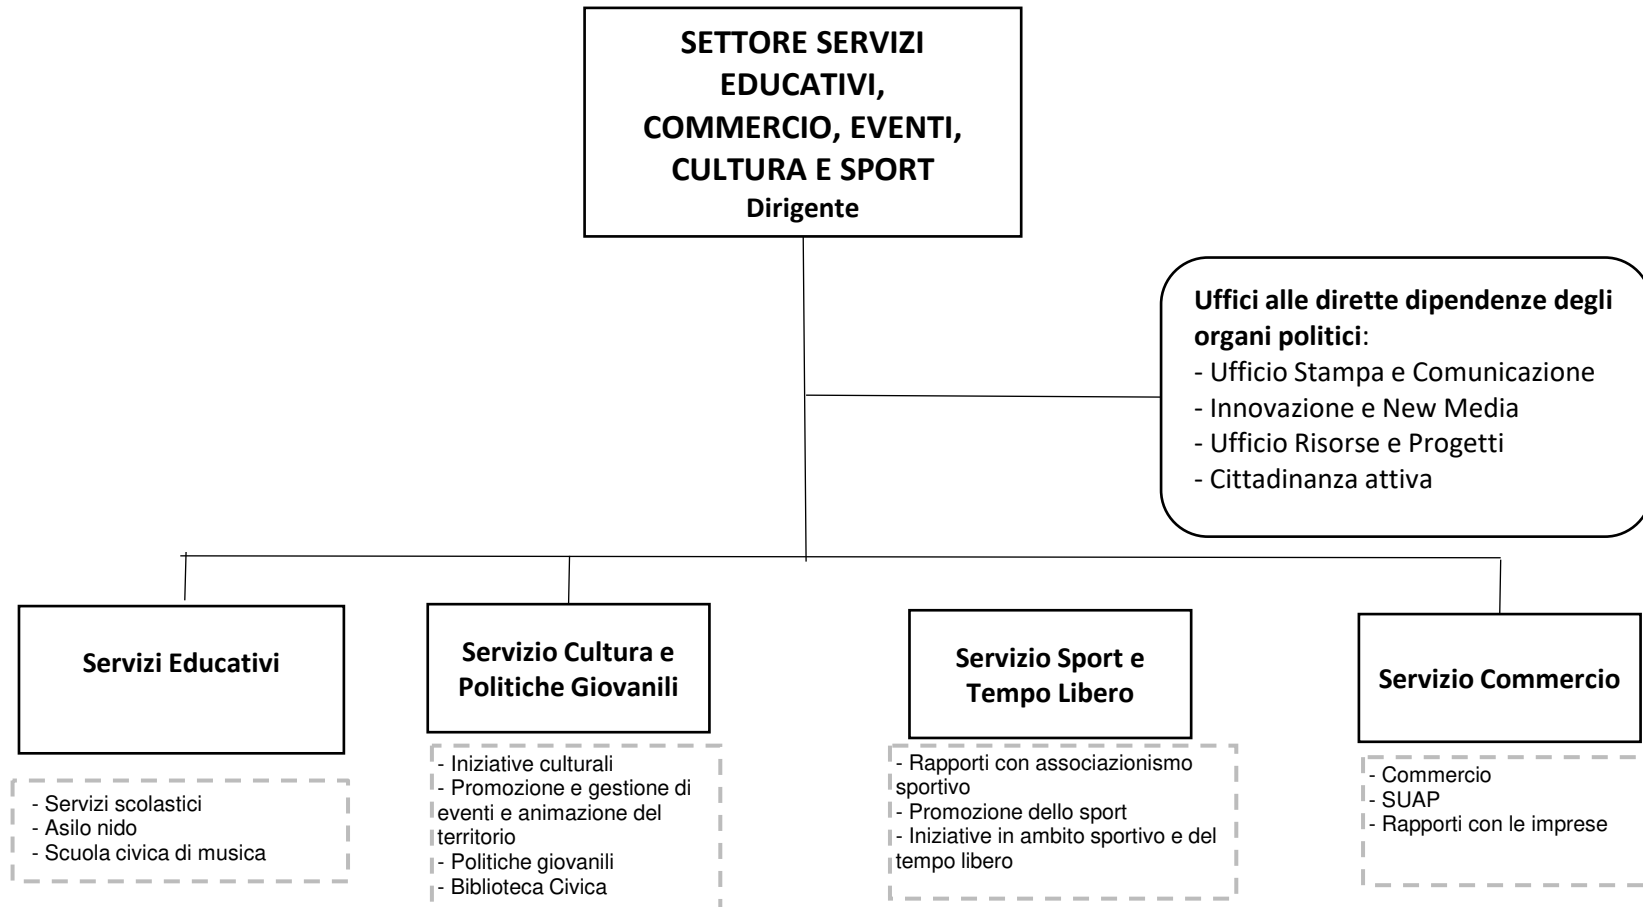 SETTORE SERVIZI
EDUCATIVI,
COMMERCIO, EVENTI,
CULTURA E SPORT
Dirigente
Uffici alle dirette dipendenze degli
organi politici:
- Ufficio Stampa e Comunicazione
- Innovazione e New Media
- Ufficio Risorse e Progetti
- Cittadinanza attiva
Servizi Educativi
- Servizi scolastici
- Asilo nido
- Scuola civica di musica
Servizio Cultura e
Politiche Giovanili
- Iniziative culturali
- Promozione e gestione di
eventi e animazione del
territorio
- Politiche giovanili
- Biblioteca Civica
Servizio Sport e
Tempo Libero
- Rapporti con associazionismo
sportivo
- Promozione dello sport
- Iniziative in ambito sportivo e del
tempo libero
Servizio Commercio
- Commercio
- SUAP
- Rapporti con le imprese